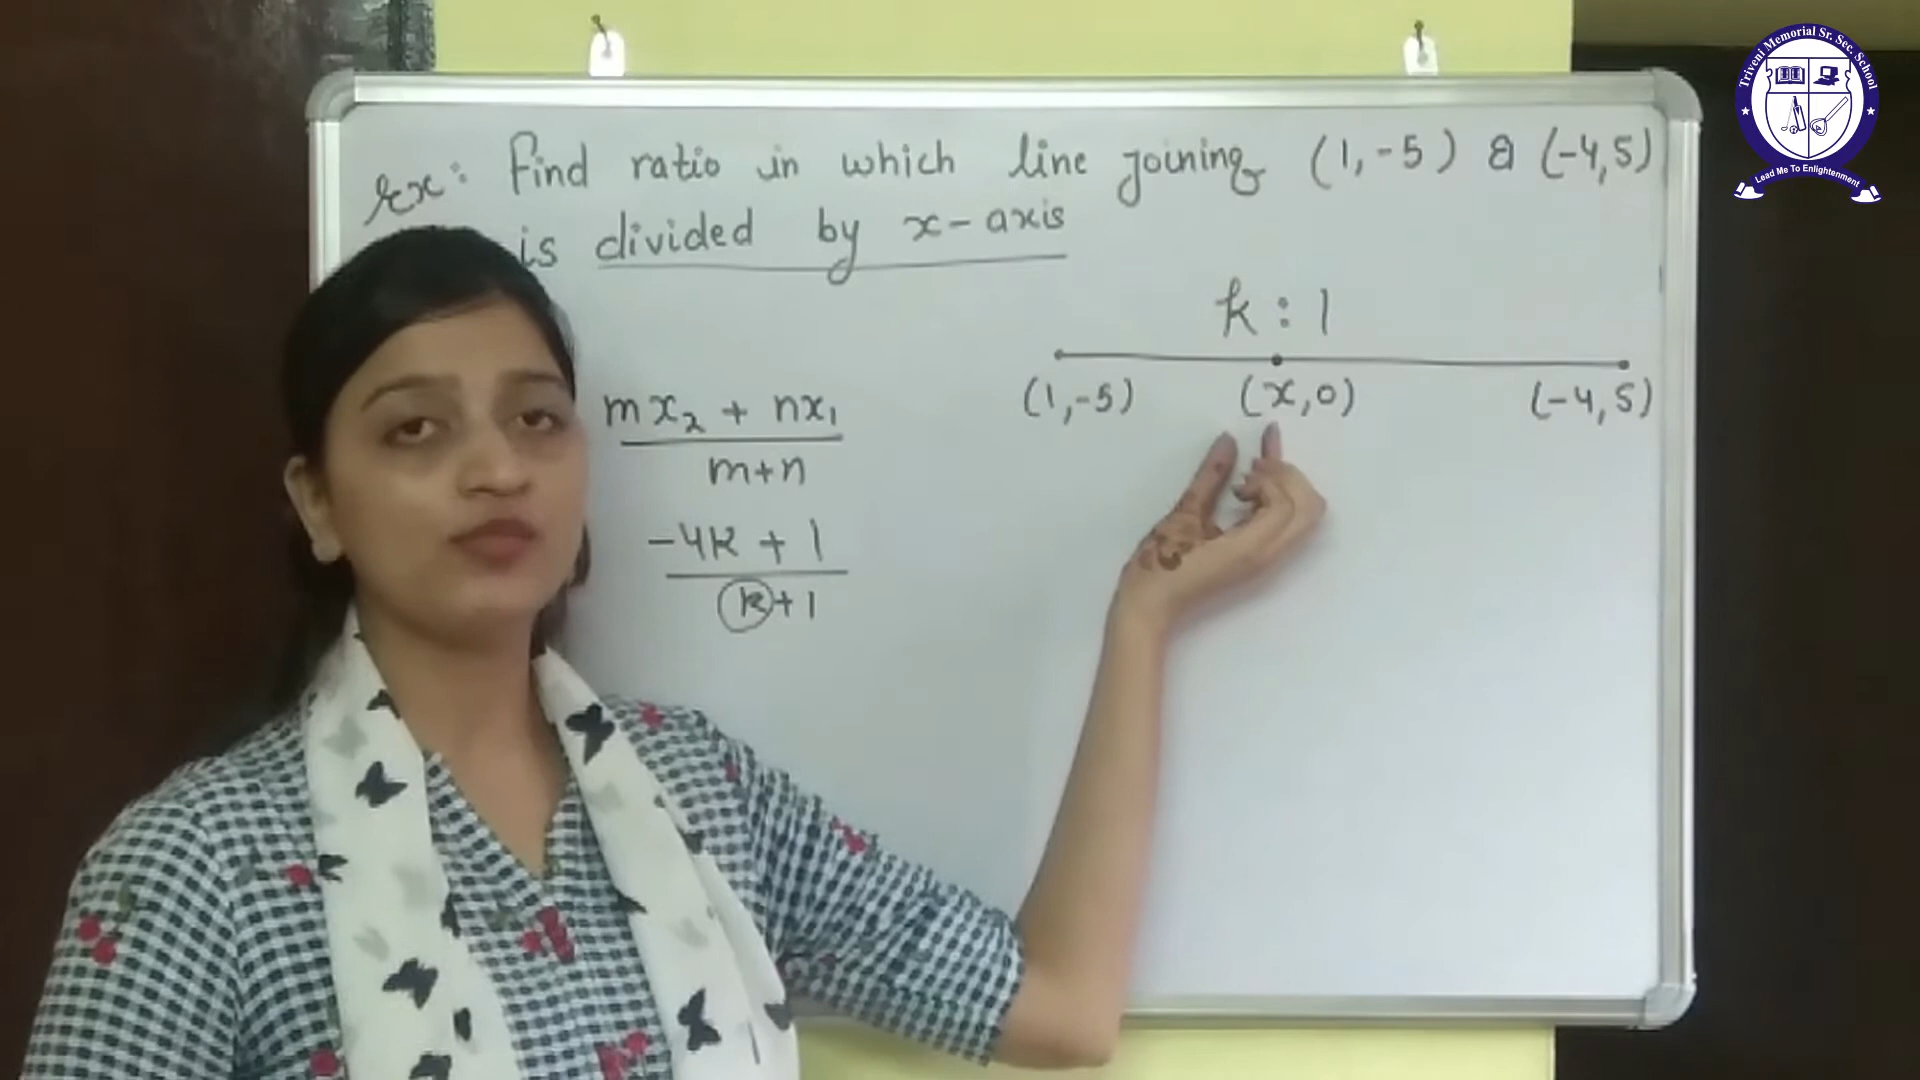 Ex: Find ratio in which line joining (1,-5) & (-4,5)
is divided by x-axis
k : 1
(1,-5) (x,0) (-4,5)
mx₂ + nx₁
m+n
-4k + 1
k+1
Triveni Memorial Sr. Sec. School
Lead Me To Enlightenment